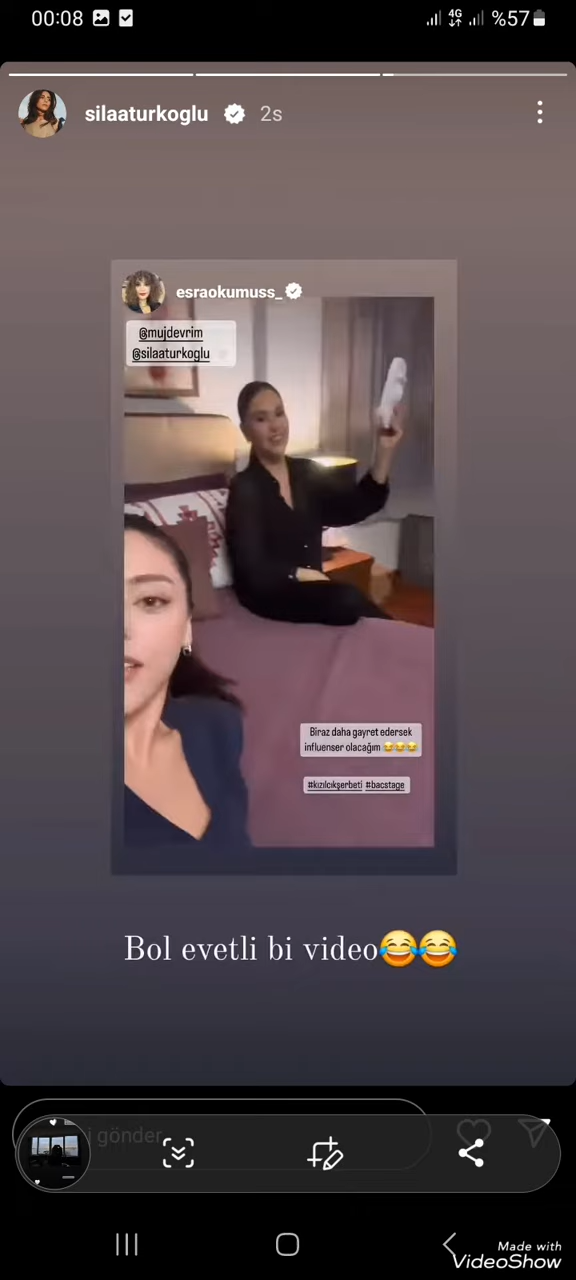 00:08
4G
%57
silaaturkoglu 2s
esraokumuss_
@mujdevrim
@silaaturkoglu
Biraz daha gayret edersek
influenser olacağım 😂😂😂
#kızılcıkşerbeti #bacstage
Bol evetli bi video😂😂
gönder
Made with
VideoShow